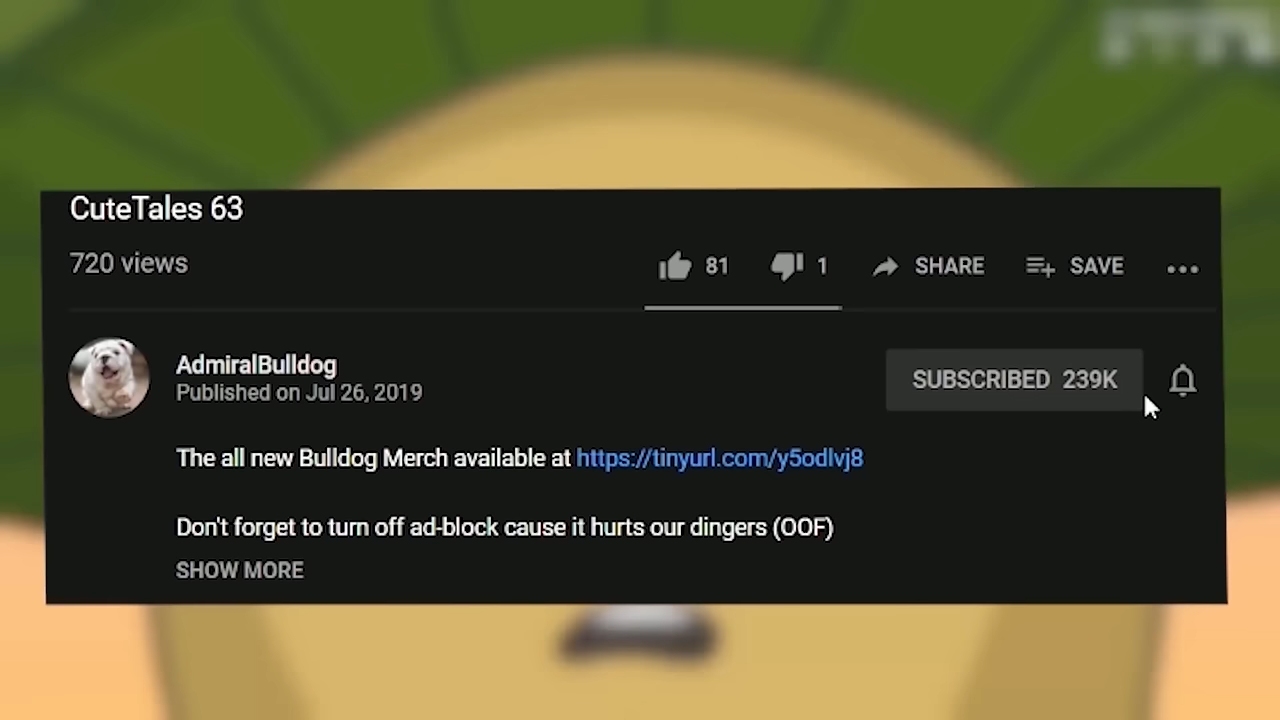 CuteTales 63
720 views
81 1 SHARE SAVE
AdmiralBulldog
Published on Jul 26, 2019
SUBSCRIBED 239K
The all new Bulldog Merch available at https://tinyurl.com/y5odlvj8
Don't forget to turn off ad-block cause it hurts our dingers (OOF)
SHOW MORE